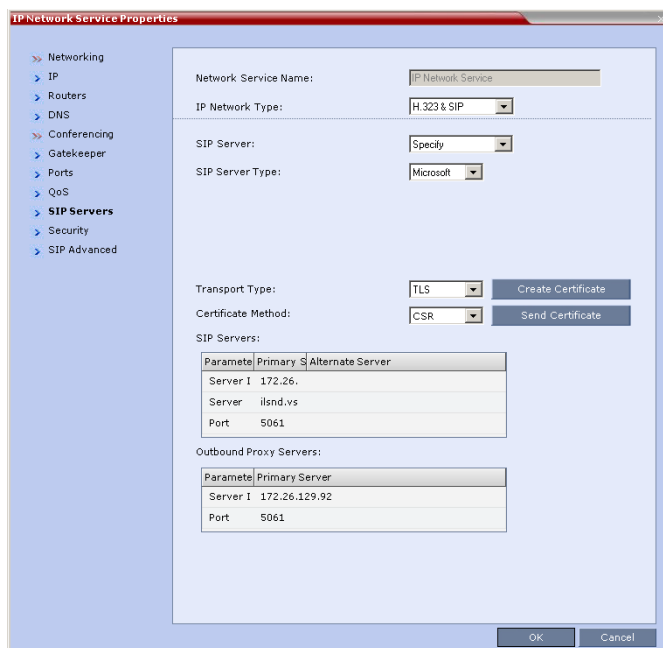 IP Network Service Properties
Networking
IP
Routers
DNS
Conferencing
Gatekeeper
Ports
QoS
SIP Servers
Security
SIP Advanced
Network Service Name: IP Network Service
IP Network Type: H.323 & SIP
SIP Server: Specify
SIP Server Type: Microsoft
Transport Type: TLS Create Certificate
Certificate Method: CSR Send Certificate
SIP Servers:
Paramete Primary S Alternate Server
Server I 172.26.
Server ilsnd.vs
Port 5061
Outbound Proxy Servers:
Paramete Primary Server
Server I 172.26.129.92
Port 5061
OK Cancel